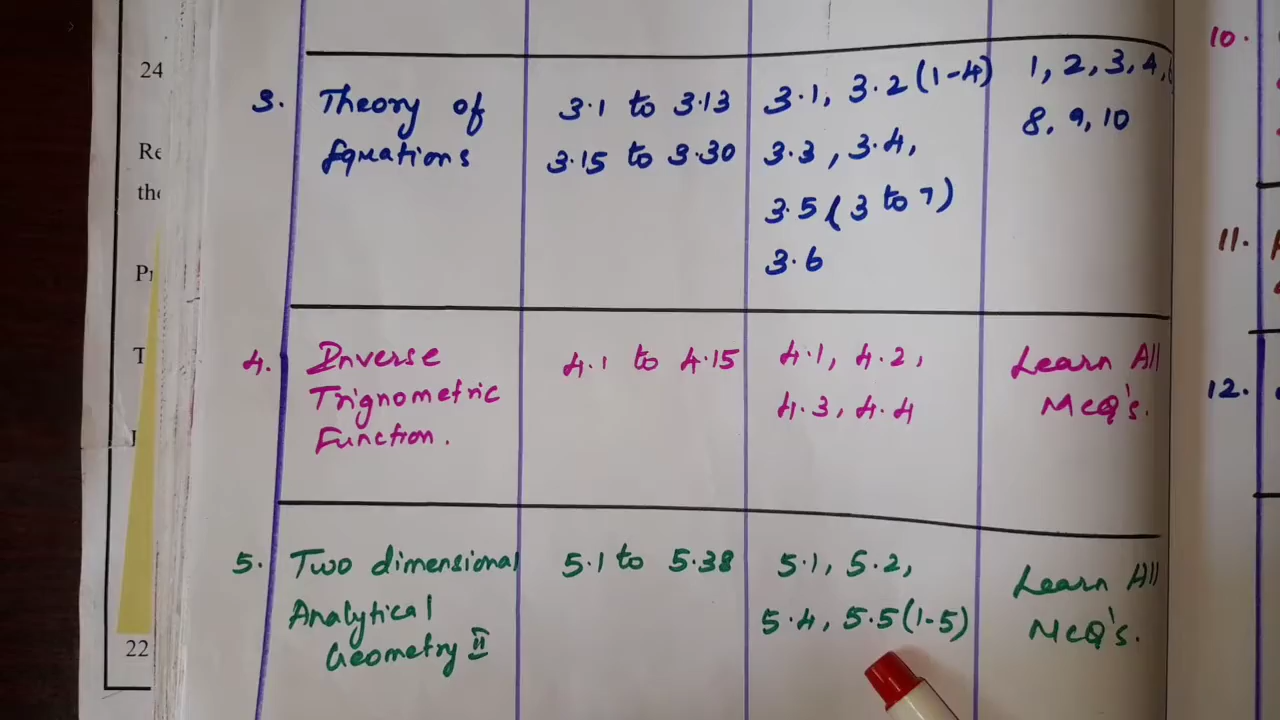 24
Re
the
Pr
T
22
3. Theory of Equations
3.1 to 3.13
3.15 to 3.30
3.1, 3.2 (1-4)
3.3, 3.4,
3.5 (3 to 7)
3.6
1, 2, 3, 4,
8, 9, 10
4. Inverse
Trignometric
Function.
4.1 to 4.15
4.1, 4.2,
4.3, 4.4
Learn All
MCQ's.
5. Two dimensional
Analytical
Geometry II
5.1 to 5.38
5.1, 5.2,
5.4, 5.5 (1-5)
Learn All
MCQ's.
10.
11.
12.